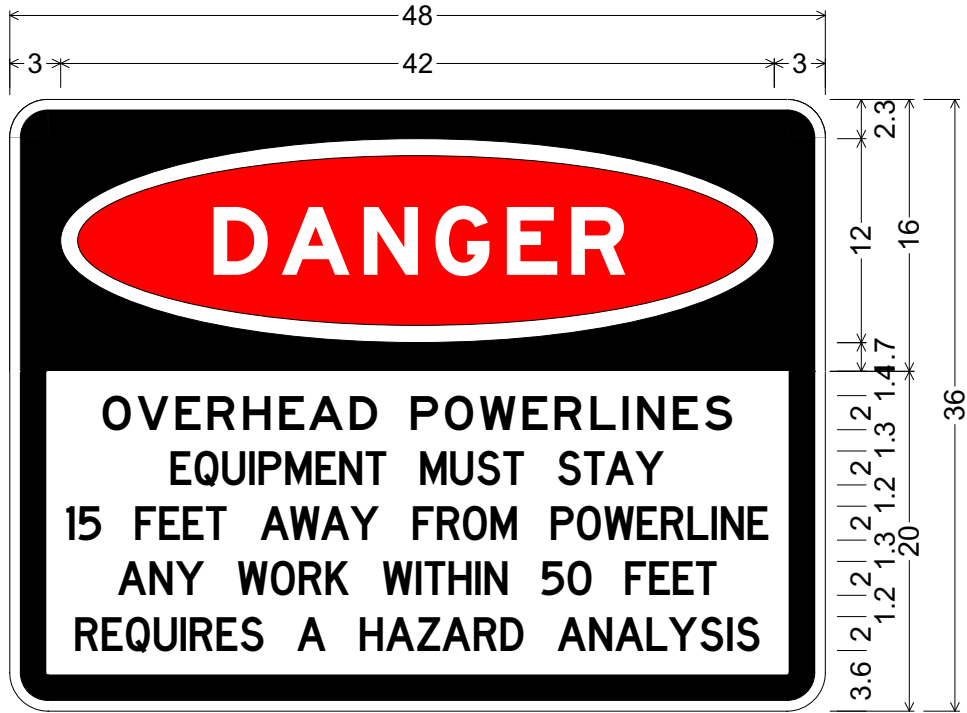 48
3 42 3
DANGER
OVERHEAD POWERLINES
EQUIPMENT MUST STAY
15 FEET AWAY FROM POWERLINE
ANY WORK WITHIN 50 FEET
REQUIRES A HAZARD ANALYSIS
2.3
12
1.7
16
1.4
2
1.3
2
1.2
2
1.3
2
1.2
2
3.6
20
36